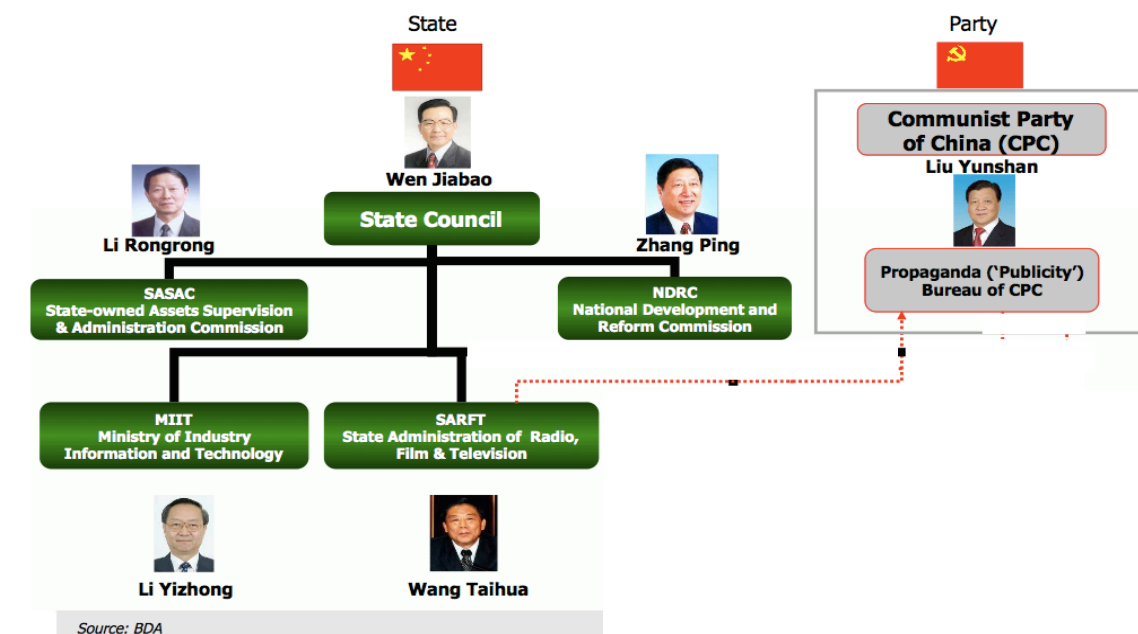 State
Party
Wen Jiabao
State Council
Li Rongrong
Zhang Ping
SASAC
State-owned Assets Supervision
& Administration Commission
NDRC
National Development and
Reform Commission
Communist Party
of China (CPC)
Liu Yunshan
Propaganda (‘Publicity’)
Bureau of CPC
MIIT
Ministry of Industry
Information and Technology
SARFT
State Administration of Radio,
Film & Television
Li Yizhong
Wang Taihua
Source: BDA